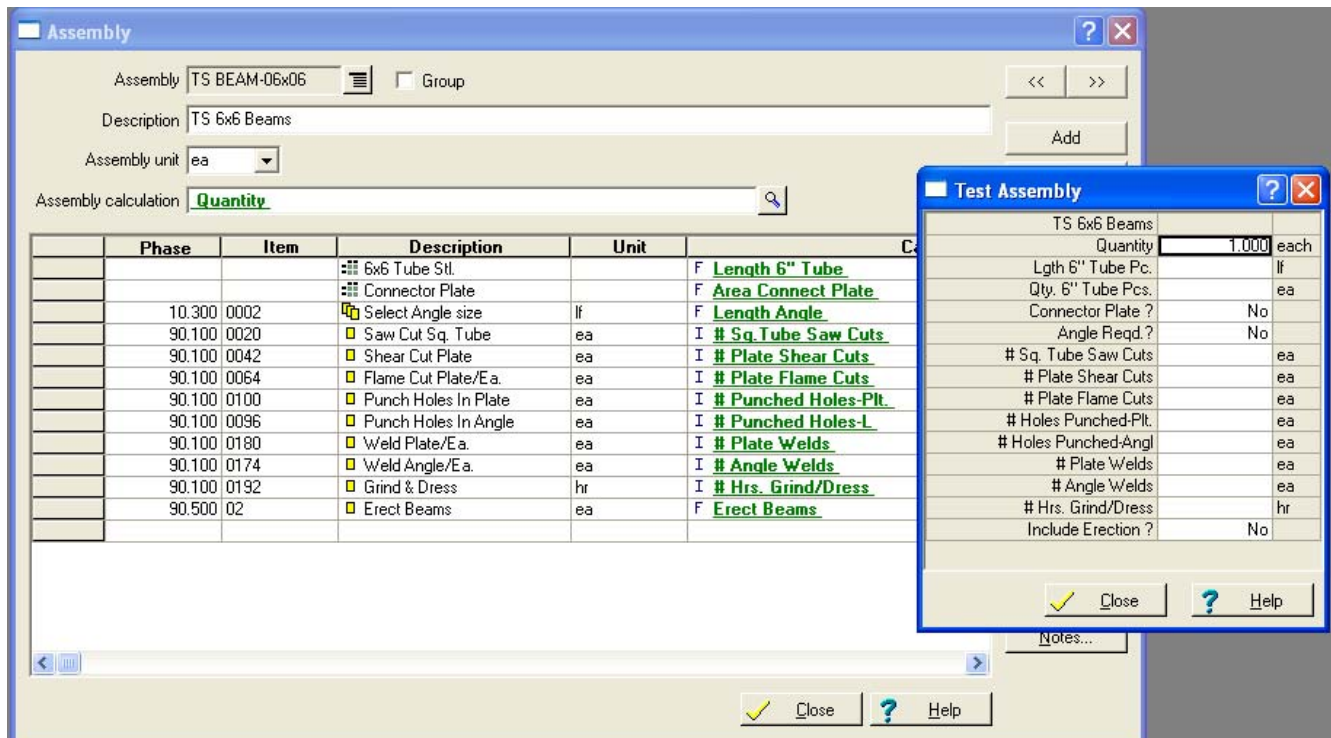 Assembly
Assembly TS BEAM-06x06 Group << >>
Description TS 6x6 Beams
Add
Assembly unit ea
Assembly calculation Quantity
Phase Item Description Unit Ca
6x6 Tube Stl. F Length 6" Tube
Connector Plate F Area Connect Plate
10.300 0002 Select Angle size lf F Length Angle
90.100 0020 Saw Cut Sq. Tube ea I # Sq.Tube Saw Cuts
90.100 0042 Shear Cut Plate ea I # Plate Shear Cuts
90.100 0064 Flame Cut Plate/Ea. ea I # Plate Flame Cuts
90.100 0100 Punch Holes In Plate ea I # Punched Holes-Plt.
90.100 0096 Punch Holes In Angle ea I # Punched Holes-L
90.100 0180 Weld Plate/Ea. ea I # Plate Welds
90.100 0174 Weld Angle/Ea. ea I # Angle Welds
90.100 0192 Grind & Dress hr I # Hrs. Grind/Dress
90.500 02 Erect Beams ea F Erect Beams
Notes...
Close ? Help
Test Assembly
TS 6x6 Beams
Quantity 1.000 each
Lgth 6'' Tube Pc. lf
Qty. 6'' Tube Pcs. ea
Connector Plate ? No
Angle Reqd.? No
# Sq. Tube Saw Cuts ea
# Plate Shear Cuts ea
# Plate Flame Cuts ea
# Holes Punched-Plt. ea
# Holes Punched-Angl ea
# Plate Welds ea
# Angle Welds ea
# Hrs. Grind/Dress hr
Include Erection ? No
Close ? Help